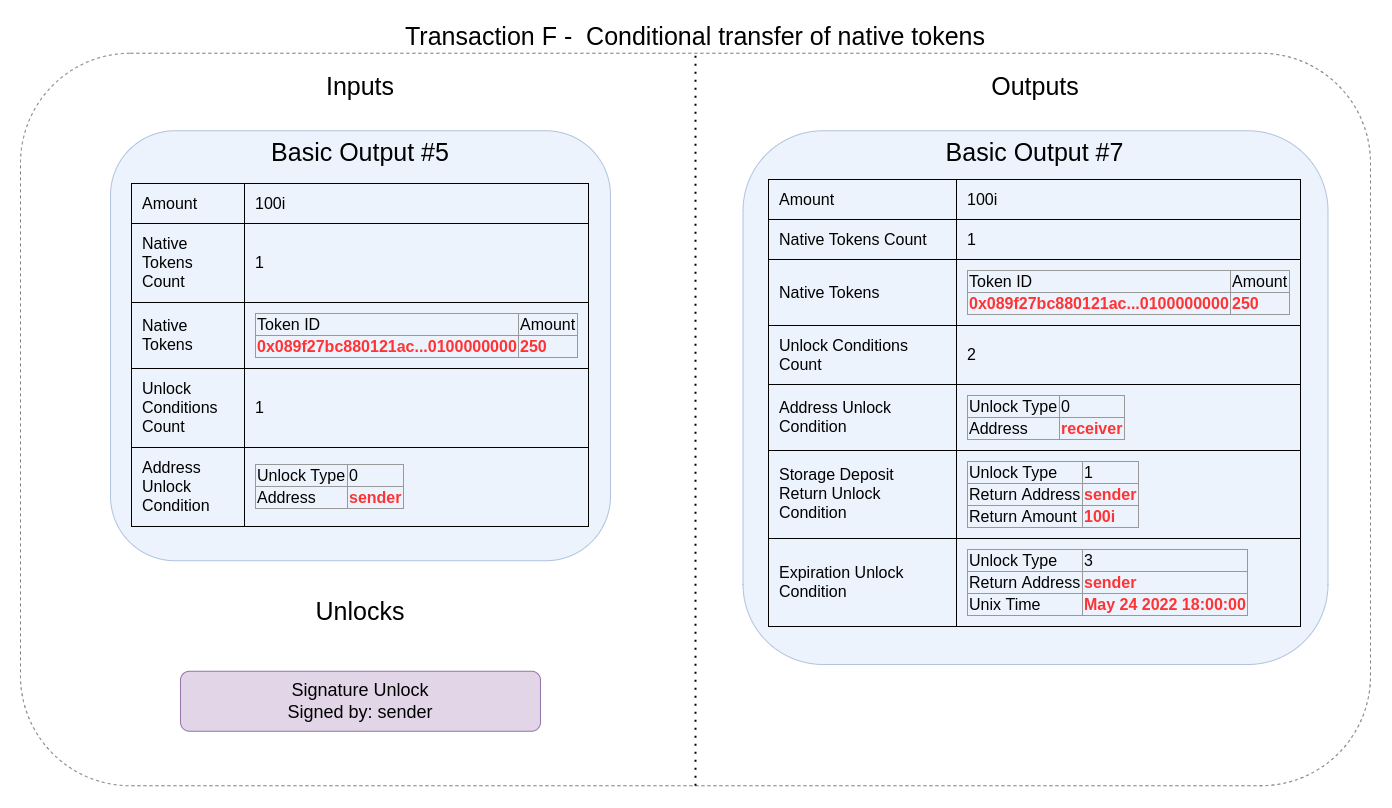 Transaction F -  Conditional transfer of native tokens
Inputs
Basic Output #5
Amount 100i
Native
Tokens
Count
1
Native
Tokens
Token ID Amount
0x089f27bc880121ac...0100000000 250
Unlock
Conditions
Count
1
Address
Unlock
Condition
Unlock Type 0
Address sender
Unlocks
Signature Unlock
Signed by: sender
Outputs
Basic Output #7
Amount 100i
Native Tokens Count 1
Native Tokens
Token ID Amount
0x089f27bc880121ac...0100000000 250
Unlock Conditions
Count
2
Address Unlock
Condition
Unlock Type 0
Address receiver
Storage Deposit
Return Unlock
Condition
Unlock Type 1
Return Address sender
Return Amount 100i
Expiration Unlock
Condition
Unlock Type 3
Return Address sender
Unix Time May 24 2022 18:00:00